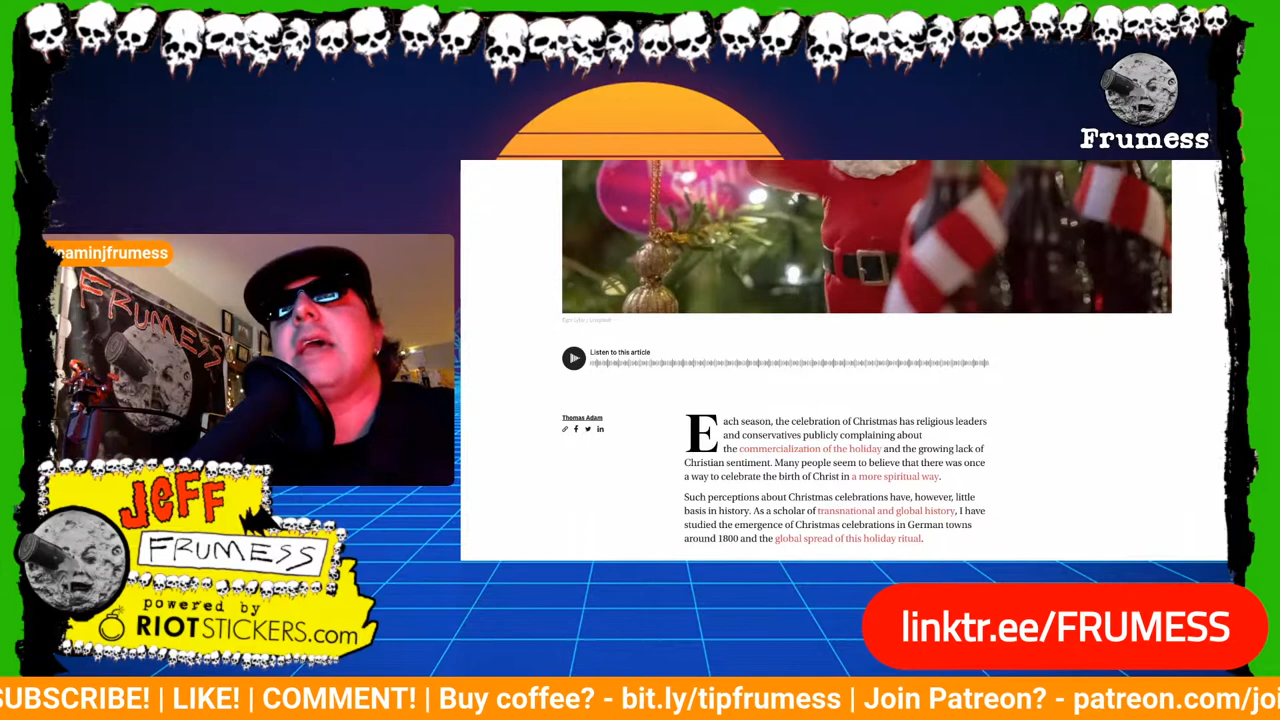 Frumess
aminjfrumess
FRUMESS
Listen to this article
Thomas Adam
Each season, the celebration of Christmas has religious leaders
and conservatives publicly complaining about
the commercialization of the holiday and the growing lack of
Christian sentiment. Many people seem to believe that there was once
a way to celebrate the birth of Christ in a more spiritual way.
Such perceptions about Christmas celebrations have, however, little
basis in history. As a scholar of transnational and global history, I have
studied the emergence of Christmas celebrations in German towns
around 1800 and the global spread of this holiday ritual.
JEFF
FRUMESS
powered by
RIOTSTICKERS.com
linktr.ee/FRUMESS
SUBSCRIBE! | LIKE! | COMMENT! | Buy coffee? - bit.ly/tipfrumess | Join Patreon? - patreon.com/joi